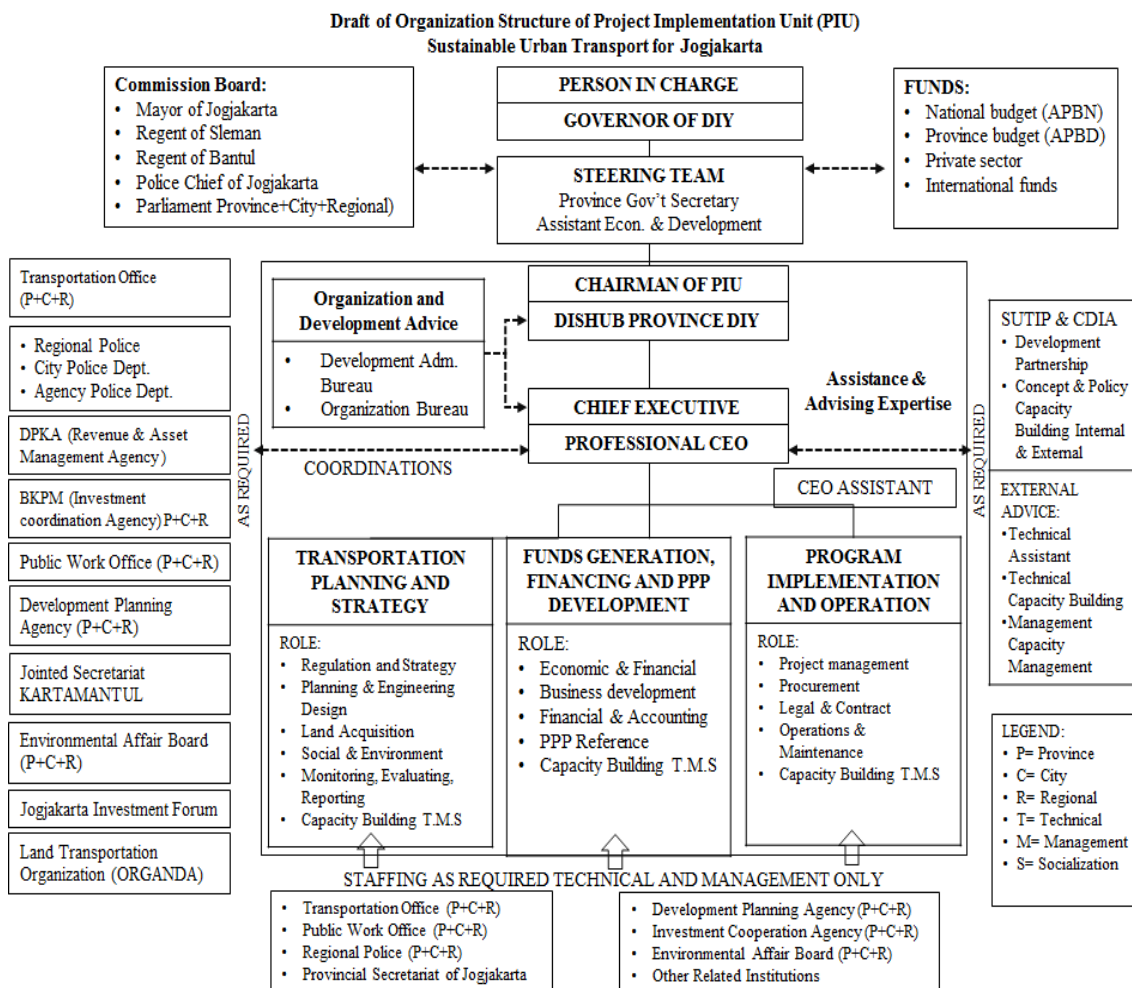 Draft of Organization Structure of Project Implementation Unit (PIU)
Sustainable Urban Transport for Jogjakarta
Commission Board:
• Mayor of Jogjakarta
• Regent of Sleman
• Regent of Bantul
• Police Chief of Jogjakarta
• Parliament Province+City+Regional)
PERSON IN CHARGE
GOVERNOR OF DIY
STEERING TEAM
Province Gov't Secretary
Assistant Econ. & Development
FUNDS:
• National budget (APBN)
• Province budget (APBD)
• Private sector
• International funds
Transportation Office
(P+C+R)
• Regional Police
• City Police Dept.
• Agency Police Dept.
DPKA (Revenue & Asset
Management Agency)
BKPM (Investment
coordination Agency) P+C+R
Public Work Office (P+C+R)
Development Planning
Agency (P+C+R)
Jointed Secretariat
KARTAMANTUL
Environmental Affair Board
(P+C+R)
Jogjakarta Investment Forum
Land Transportation
Organization (ORGANDA)
AS REQUIRED
Organization and
Development Advice
• Development Adm.
Bureau
• Organization Bureau
CHAIRMAN OF PIU
DISHUB PROVINCE DIY
CHIEF EXECUTIVE
PROFESSIONAL CEO
COORDINATIONS
Assistance &
Advising Expertise
CEO ASSISTANT
AS REQUIRED
TRANSPORTATION
PLANNING AND
STRATEGY
ROLE:
• Regulation and Strategy
• Planning & Engineering
Design
• Land Acquisition
• Social & Environment
• Monitoring, Evaluating,
Reporting
• Capacity Building T.M.S
FUNDS GENERATION,
FINANCING AND PPP
DEVELOPMENT
ROLE:
• Economic & Financial
• Business development
• Financial & Accounting
• PPP Reference
• Capacity Building T.M.S
PROGRAM
IMPLEMENTATION
AND OPERATION
ROLE:
• Project management
• Procurement
• Legal & Contract
• Operations &
Maintenance
• Capacity Building T.M.S
SUTIP & CDIA
• Development
Partnership
• Concept & Policy
Capacity
Building Internal
& External
EXTERNAL
ADVICE:
•Technical
Assistant
•Technical
Capacity Building
•Management
Capacity
Management
LEGEND:
• P= Province
• C= City
• R= Regional
• T= Technical
• M= Management
• S= Socialization
STAFFING AS REQUIRED TECHNICAL AND MANAGEMENT ONLY
• Transportation Office (P+C+R)
• Public Work Office (P+C+R)
• Regional Police (P+C+R)
• Provincial Secretariat of Jogjakarta
• Development Planning Agency (P+C+R)
• Investment Cooperation Agency (P+C+R)
• Environmental Affair Board (P+C+R)
• Other Related Institutions